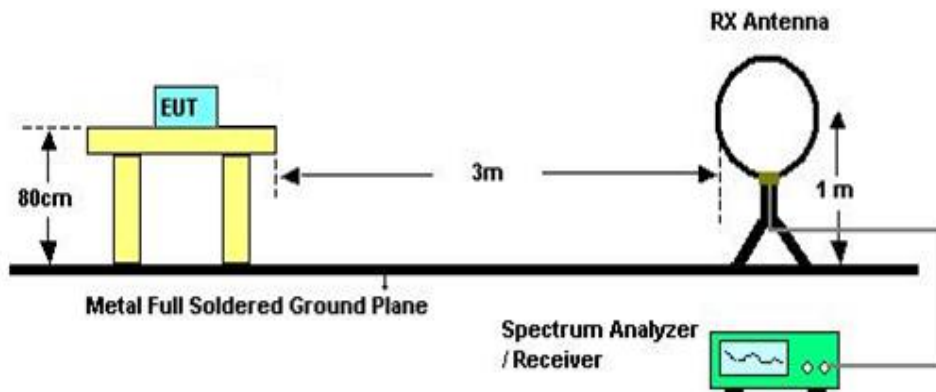 RX Antenna
EUT
80cm
3m
1 m
Metal Full Soldered Ground Plane
Spectrum Analyzer
/ Receiver